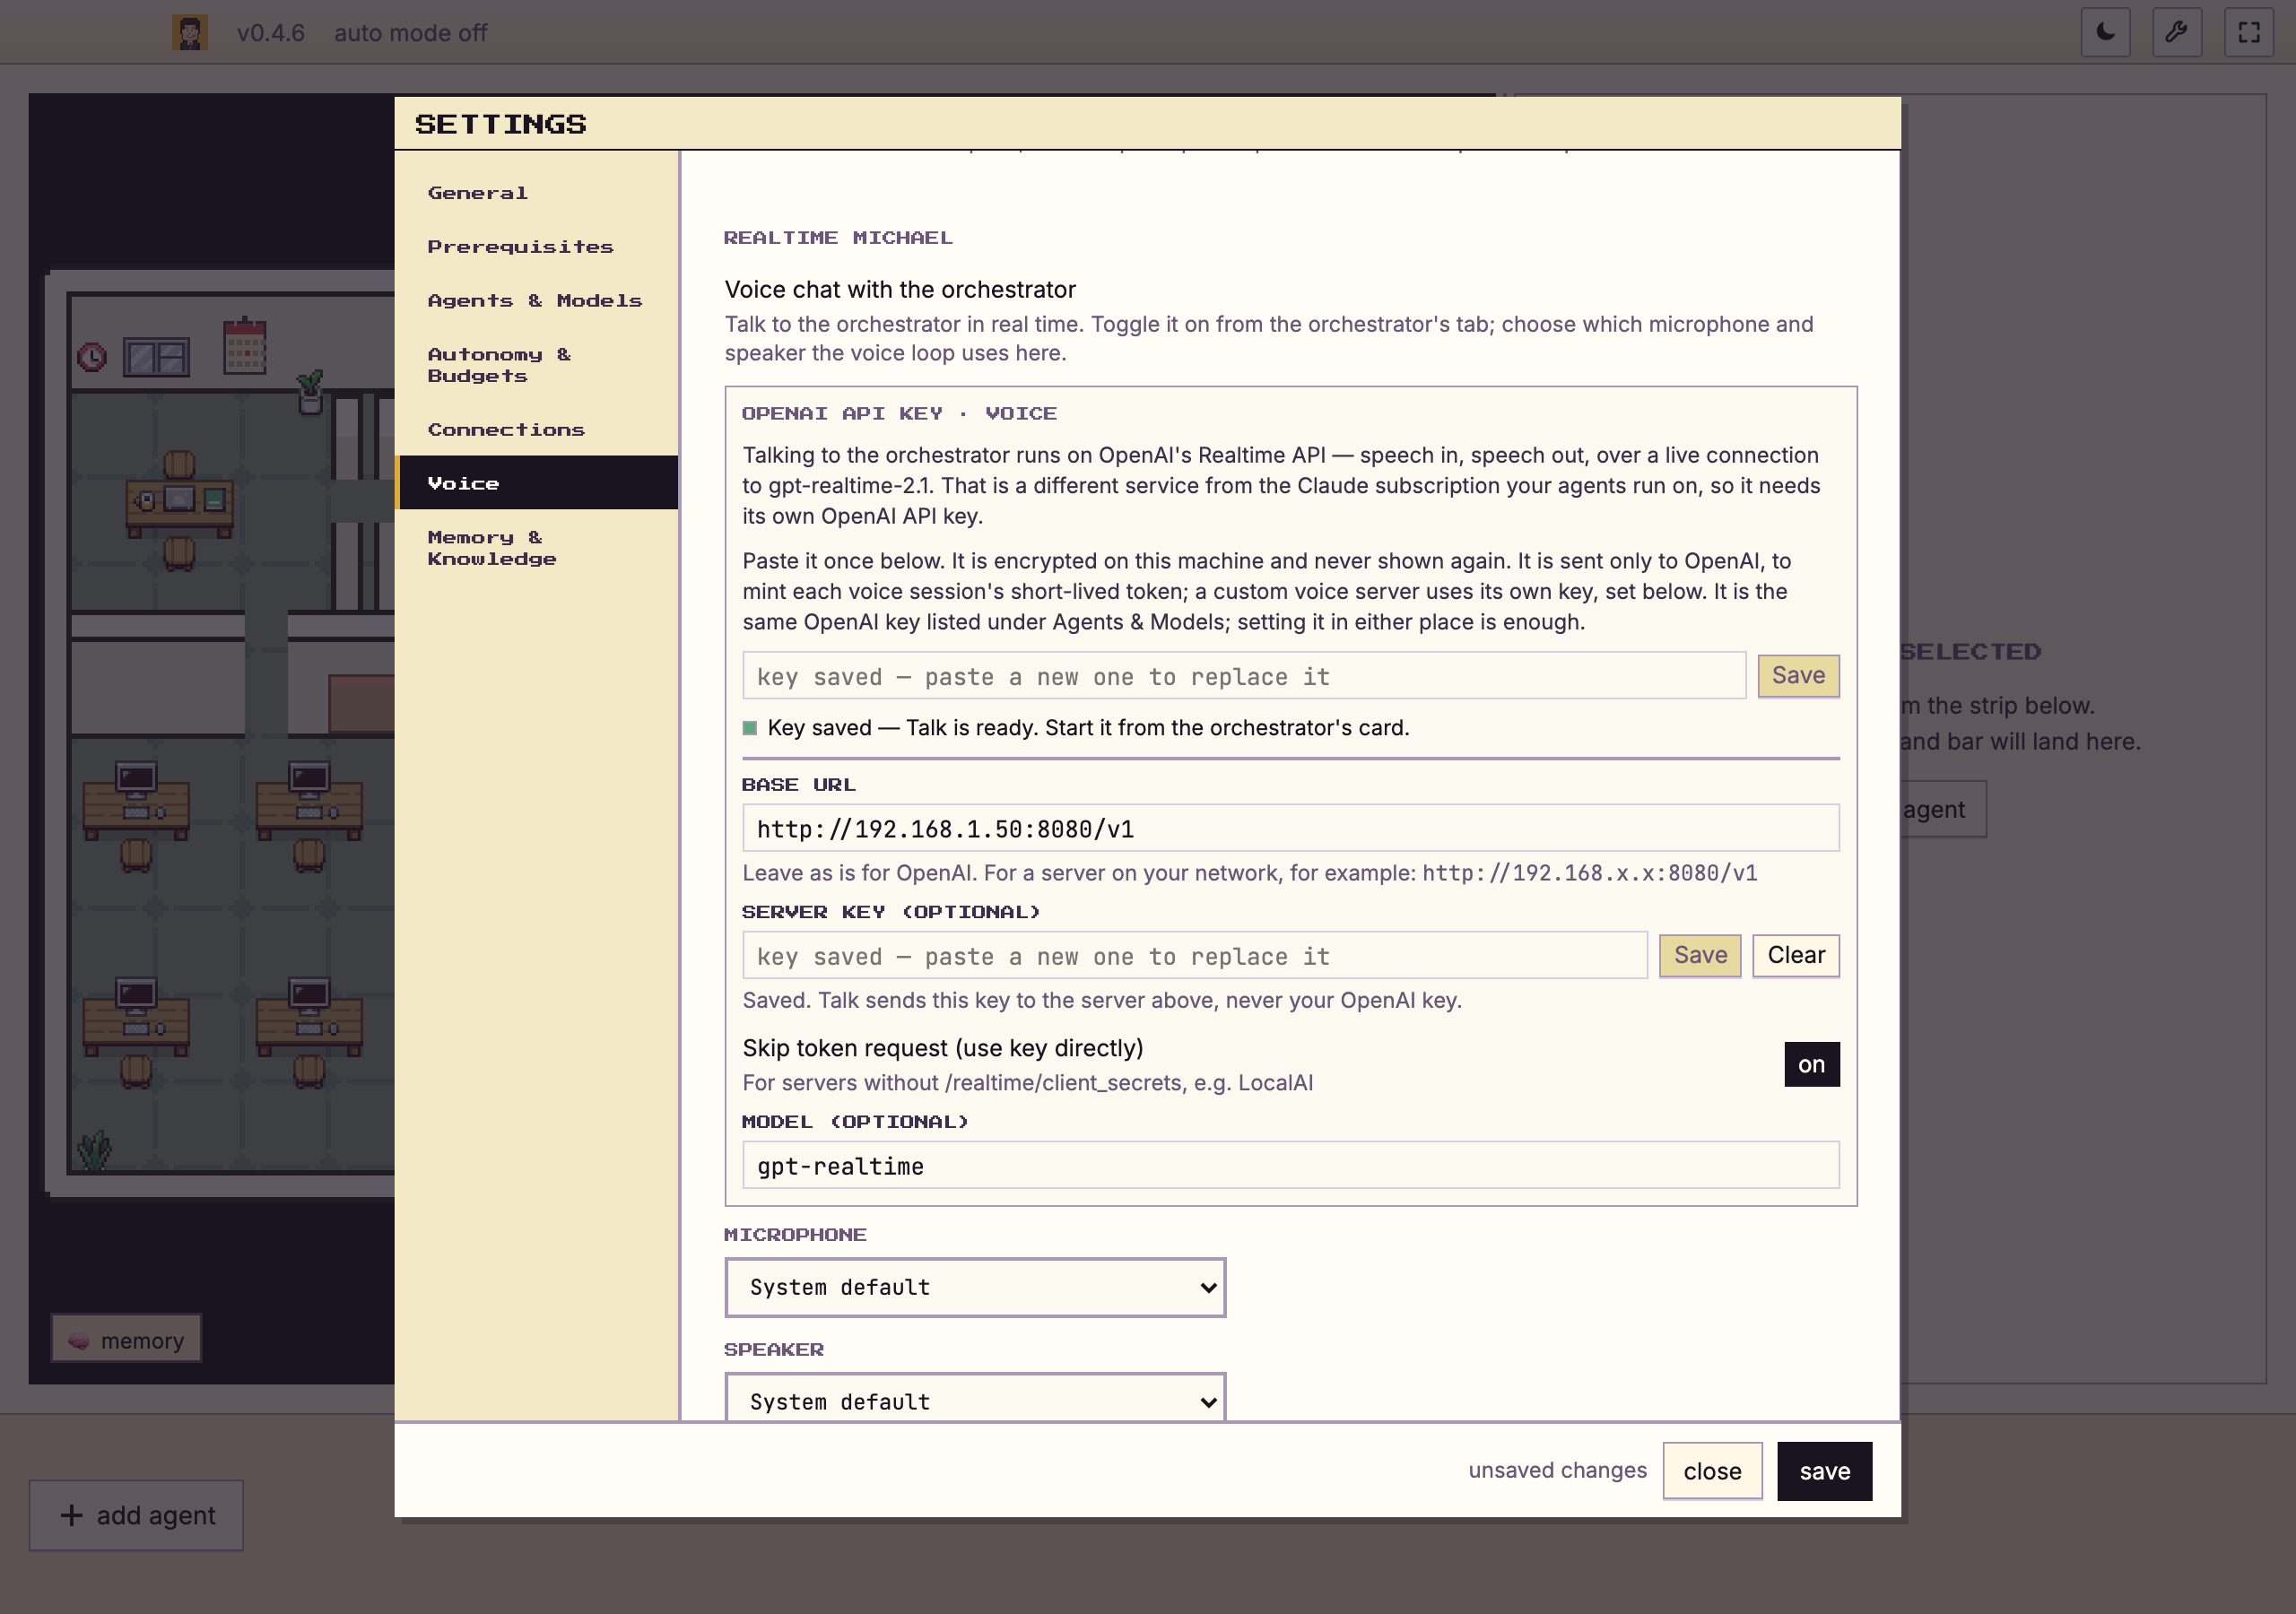 v0.4.6 auto mode off
SETTINGS
General
Prerequisites
Agents & Models
Autonomy &
Budgets
Connections
Voice
Memory &
Knowledge
REALTIME MICHAEL
Voice chat with the orchestrator
Talk to the orchestrator in real time. Toggle it on from the orchestrator's tab; choose which microphone and
speaker the voice loop uses here.
OPENAI API KEY · VOICE
Talking to the orchestrator runs on OpenAI's Realtime API — speech in, speech out, over a live connection
to gpt-realtime-2.1. That is a different service from the Claude subscription your agents run on, so it needs
its own OpenAI API key.
Paste it once below. It is encrypted on this machine and never shown again. It is sent only to OpenAI, to
mint each voice session's short-lived token; a custom voice server uses its own key, set below. It is the
same OpenAI key listed under Agents & Models; setting it in either place is enough.
key saved — paste a new one to replace it
Save
Key saved — Talk is ready. Start it from the orchestrator's card.
BASE URL
http://192.168.1.50:8080/v1
Leave as is for OpenAI. For a server on your network, for example: http://192.168.x.x:8080/v1
SERVER KEY (OPTIONAL)
key saved — paste a new one to replace it
Save
Clear
Saved. Talk sends this key to the server above, never your OpenAI key.
Skip token request (use key directly)
on
For servers without /realtime/client_secrets, e.g. LocalAI
MODEL (OPTIONAL)
gpt-realtime
MICROPHONE
System default
SPEAKER
System default
unsaved changes
close
save
SELECTED
m the strip below.
and bar will land here.
agent
memory
+ add agent